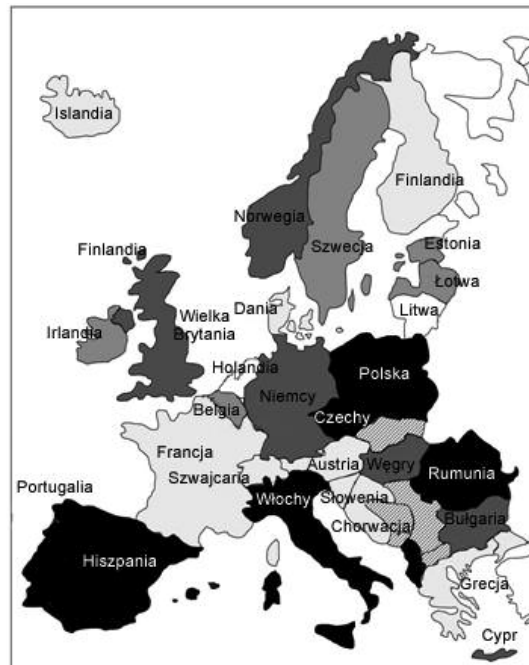 Islandia
Finlandia
Norwegia
Szwecja
Estonia
Łotwa
Litwa
Finlandia
Irlandia
Wielka
Brytania
Dania
Holandia
Belgia
Niemcy
Polska
Czechy
Francja
Szwajcaria
Austria
Węgry
Rumunia
Portugalia
Włochy
Słowenia
Chorwacja
Bułgaria
Hiszpania
Grecja
Cypr